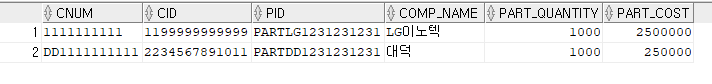 CNUM CID PID COMP_NAME PART_QUANTITY PART_COST
1 1111111111 1199999999999 PARTLG1231231231 LG이노텍 1000 2500000
2 DD1111111111 2234567891011 PARTDD1231231231 대덕 1000 250000